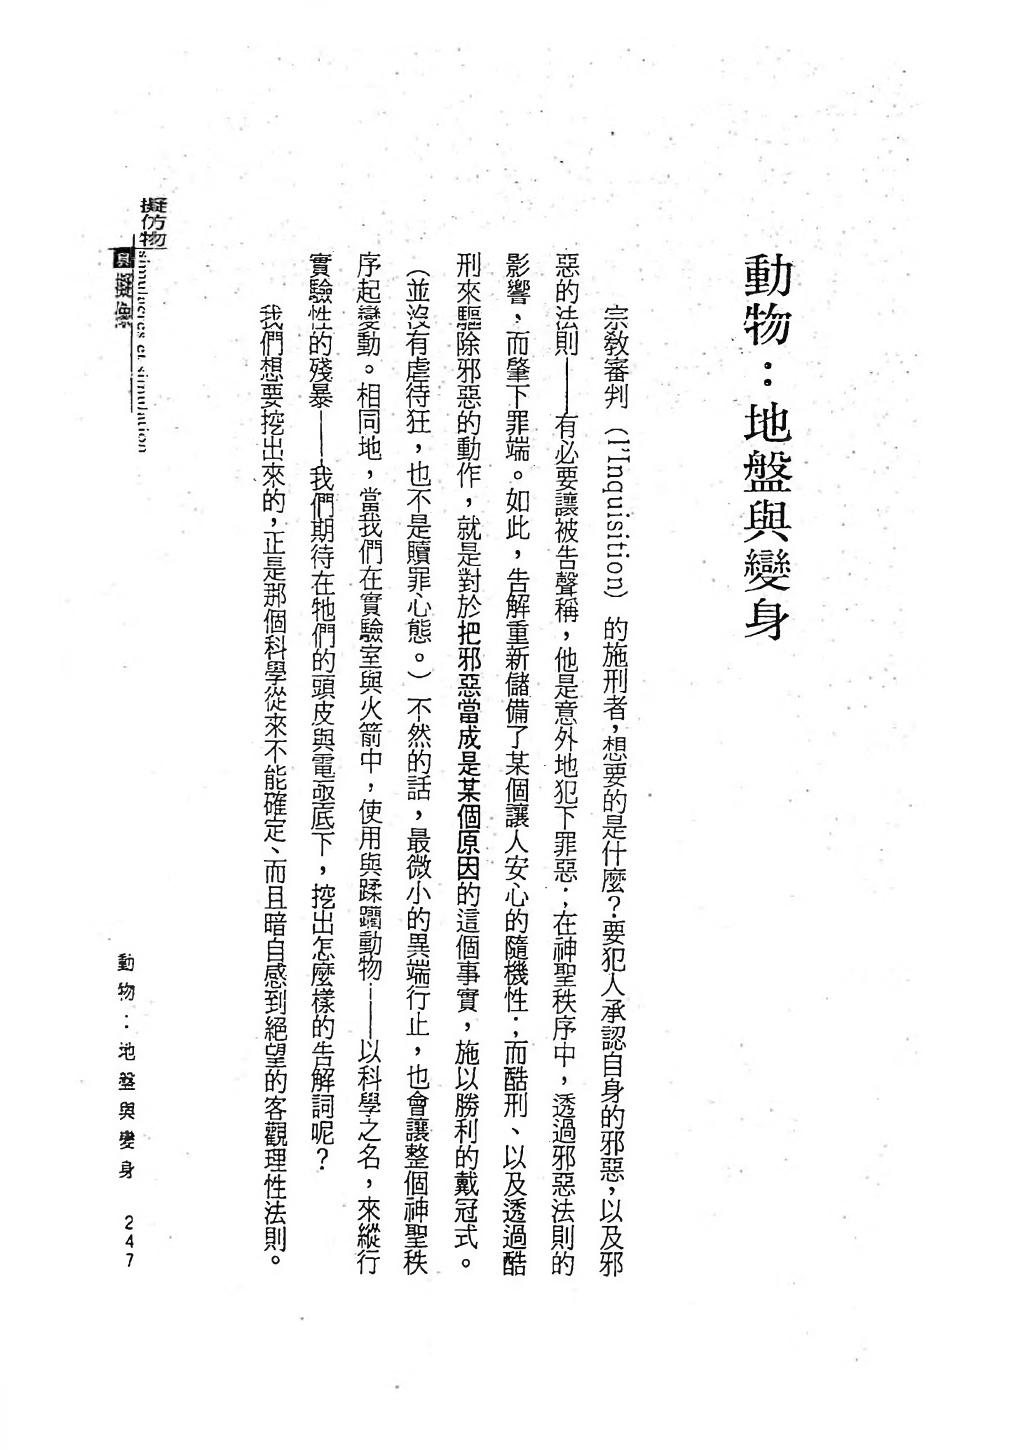 動物：地盤與變身
宗教審判（l'Inquisition）的施刑者，想要的是什麼？要犯人承認自身的邪惡，以及邪
惡的法則——有必要讓被告聲稱，他是意外地犯下罪惡；在神聖秩序中，透過邪惡法則的
影響，而肇下罪端。如此，告解重新儲備了某個讓人安心的隨機性；而酷刑、以及透過酷
刑來驅除邪惡的動作，就是對於把邪惡當成是某個原因的這個事實，施以勝利的戴冠式。
（並沒有虐待狂，也不是贖罪心態。）不然的話，最微小的異端行止，也會讓整個神聖秩
序起變動。相同地，當我們在實驗室與火箭中，使用與蹂躪動物——以科學之名，來縱行
實驗性的殘暴——我們期待在牠們的頭皮與電極底下，挖出怎麼樣的告解詞呢？
我們想要挖出來的，正是那個科學從來不能確定、而且暗自感到絕望的客觀理性法則。
擬仿物
simulacres et simulation
與擬像
動物：地盤與變身 247